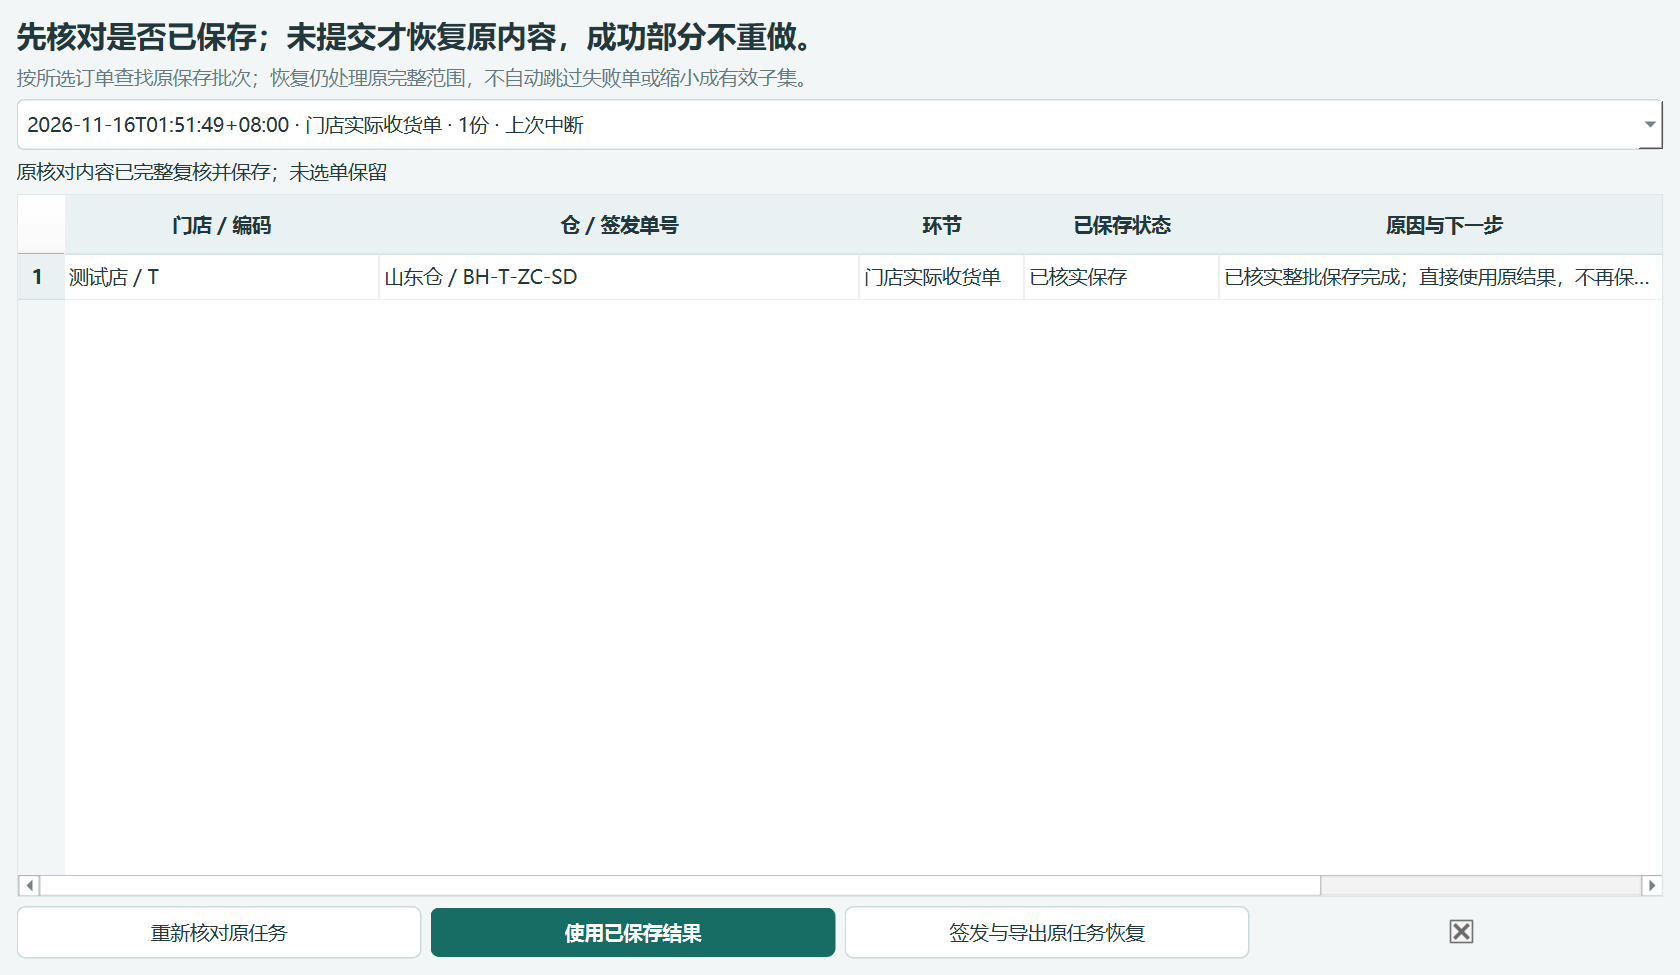 先核对是否已保存；未提交才恢复原内容，成功部分不重做。
按所选订单查找原保存批次；恢复仍处理原完整范围，不自动跳过失败单或缩小成有效子集。
2026-11-16T01:51:49+08:00 · 门店实际收货单 · 1份 · 上次中断
原核对内容已完整复核并保存；未选单保留
门店 / 编码 仓 / 签发单号 环节 已保存状态 原因与下一步
1 测试店 / T 山东仓 / BH-T-ZC-SD 门店实际收货单 已核实保存 已核实整批保存完成；直接使用原结果，不再保...
重新核对原任务 使用已保存结果 签发与导出原任务恢复